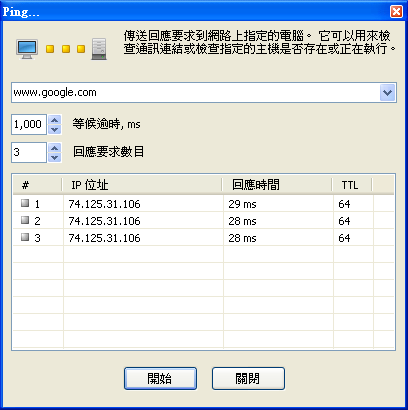 Ping...
傳送回應要求到網路上指定的電腦。 它可以用來檢
查通訊連結或檢查指定的主機是否存在或正在執行。
www.google.com
1,000 等候逾時, ms
3 回應要求數目
# IP 位址 回應時間 TTL
1 74.125.31.106 29 ms 64
2 74.125.31.106 28 ms 64
3 74.125.31.106 28 ms 64
開始 關閉